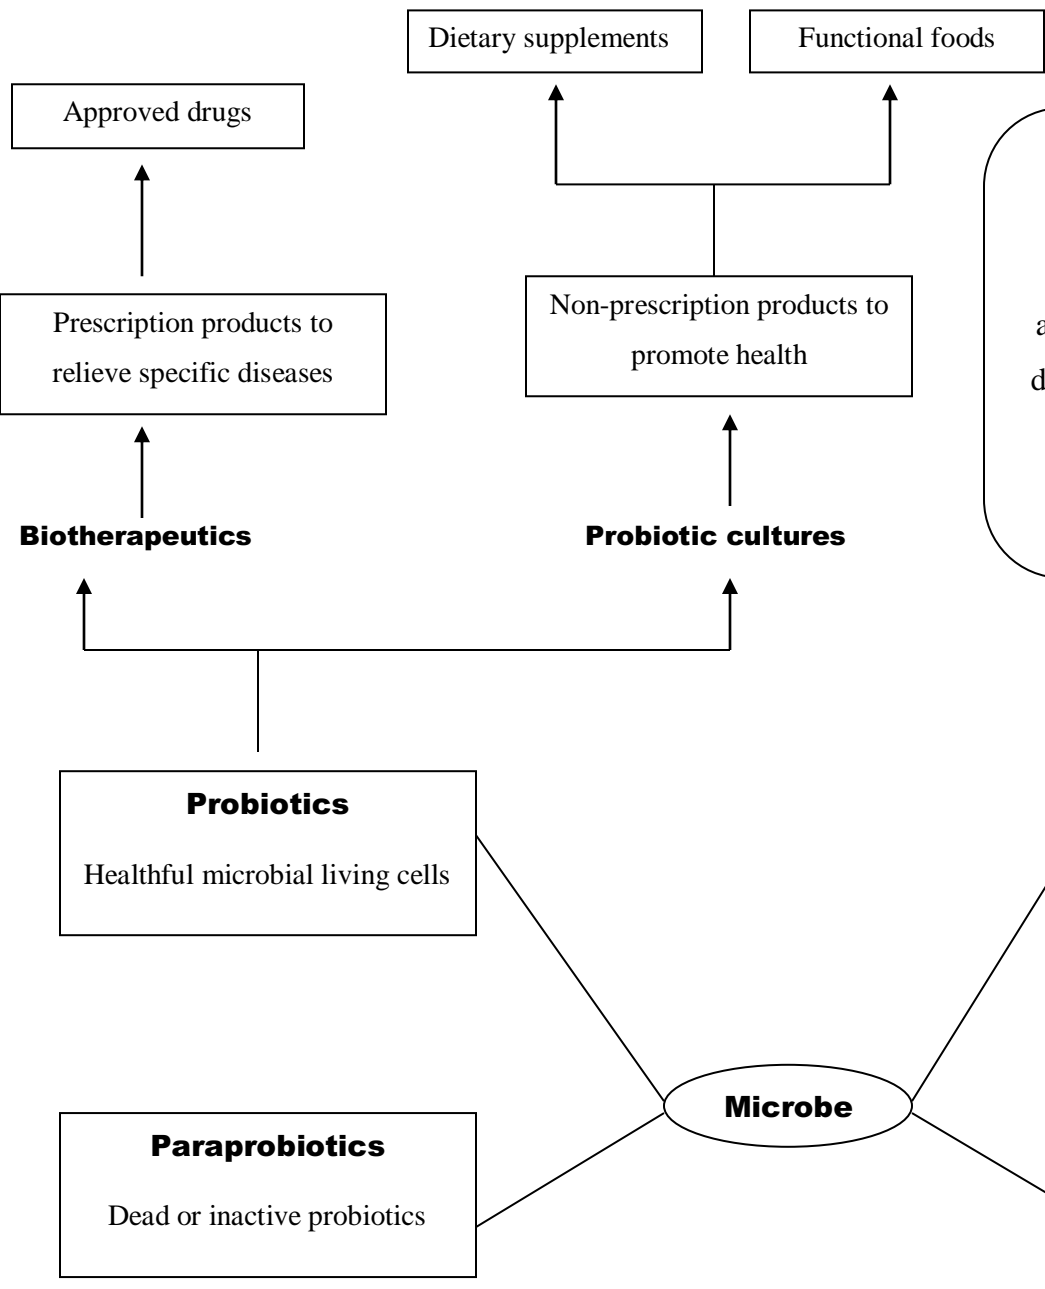 Dietary supplements
Functional foods
Approved drugs
Prescription products to
relieve specific diseases
Non-prescription products to
promote health
Biotherapeutics
Probiotic cultures
Probiotics
Healthful microbial living cells
Microbe
Paraprobiotics
Dead or inactive probiotics